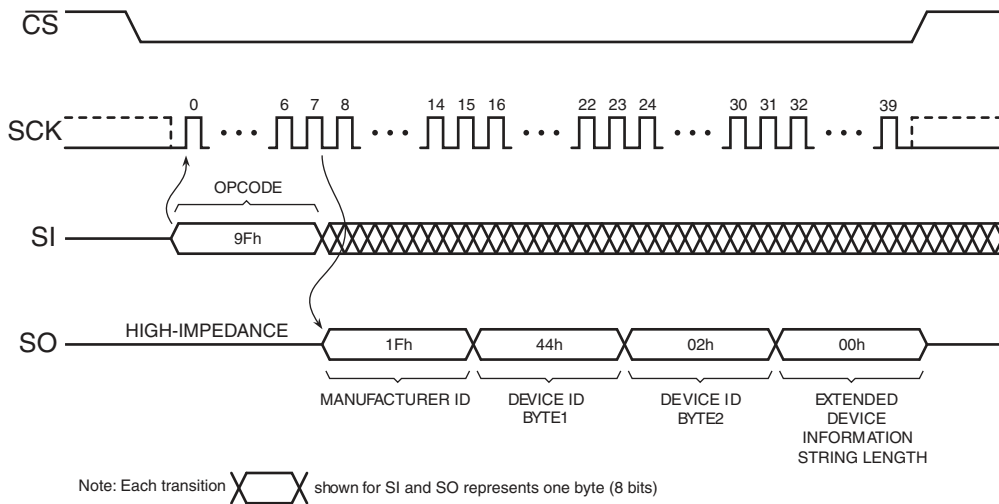 CS
0 6 7 8 14 15 16 22 23 24 30 31 32 39
SCK
OPCODE
SI 9Fh
HIGH-IMPEDANCE
SO 1Fh 44h 02h 00h
MANUFACTURER ID
DEVICE ID
BYTE1
DEVICE ID
BYTE2
EXTENDED
DEVICE
INFORMATION
STRING LENGTH
Note: Each transition shown for SI and SO represents one byte (8 bits)